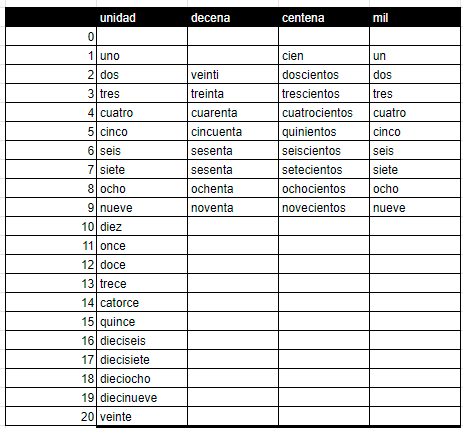 unidad decena centena mil
0
1 uno cien un
2 dos veinti doscientos dos
3 tres treinta trescientos tres
4 cuatro cuarenta cuatrocientos cuatro
5 cinco cincuenta quinientos cinco
6 seis sesenta seiscientos seis
7 siete sesenta setecientos siete
8 ocho ochenta ochocientos ocho
9 nueve noventa novecientos nueve
10 diez
11 once
12 doce
13 trece
14 catorce
15 quince
16 dieciseis
17 diecisiete
18 dieciocho
19 diecinueve
20 veinte